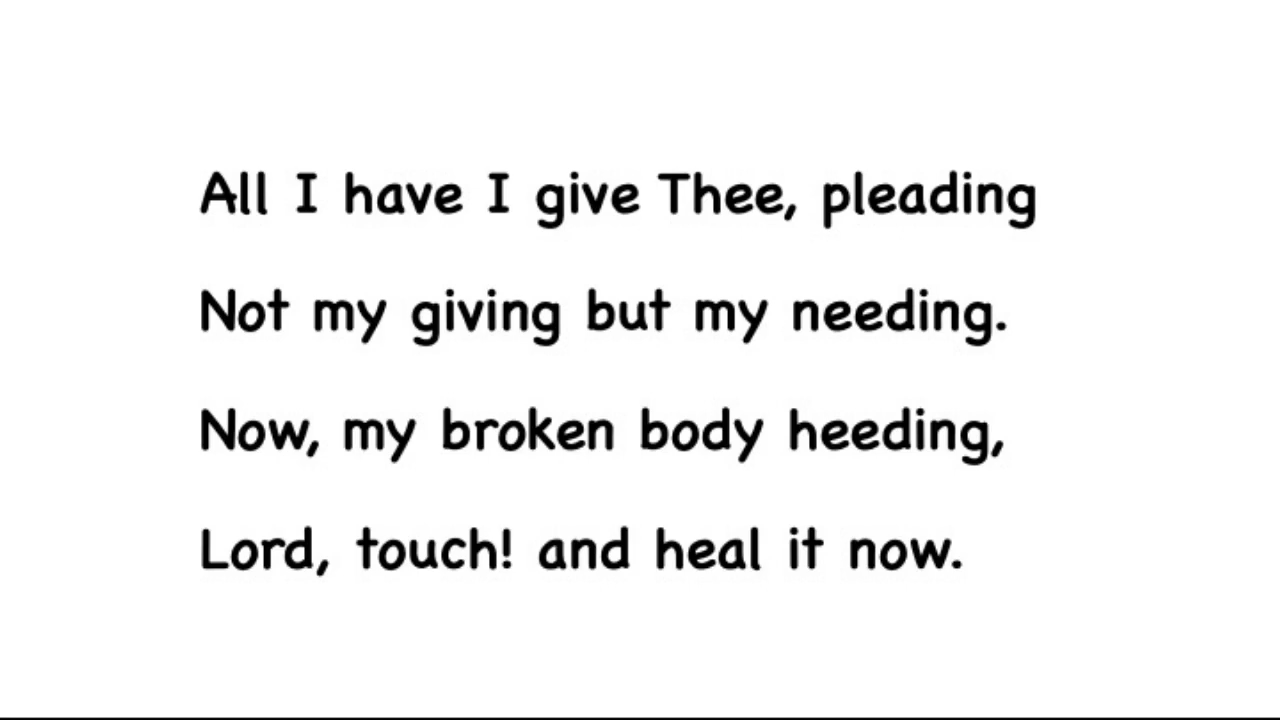 All I have I give Thee, pleading
Not my giving but my needing.
Now, my broken body heeding,
Lord, touch! and heal it now.